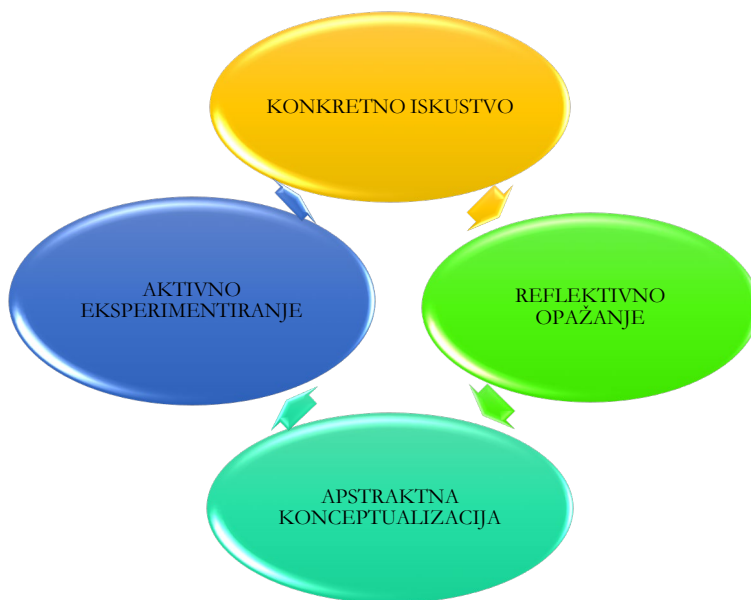 KONKRETNO ISKUSTVO
AKTIVNO
EKSPERIMENTIRANJE
REFLEKTIVNO
OPAŽANJE
APSTRAKTNA
KONCEPTUALIZACIJA